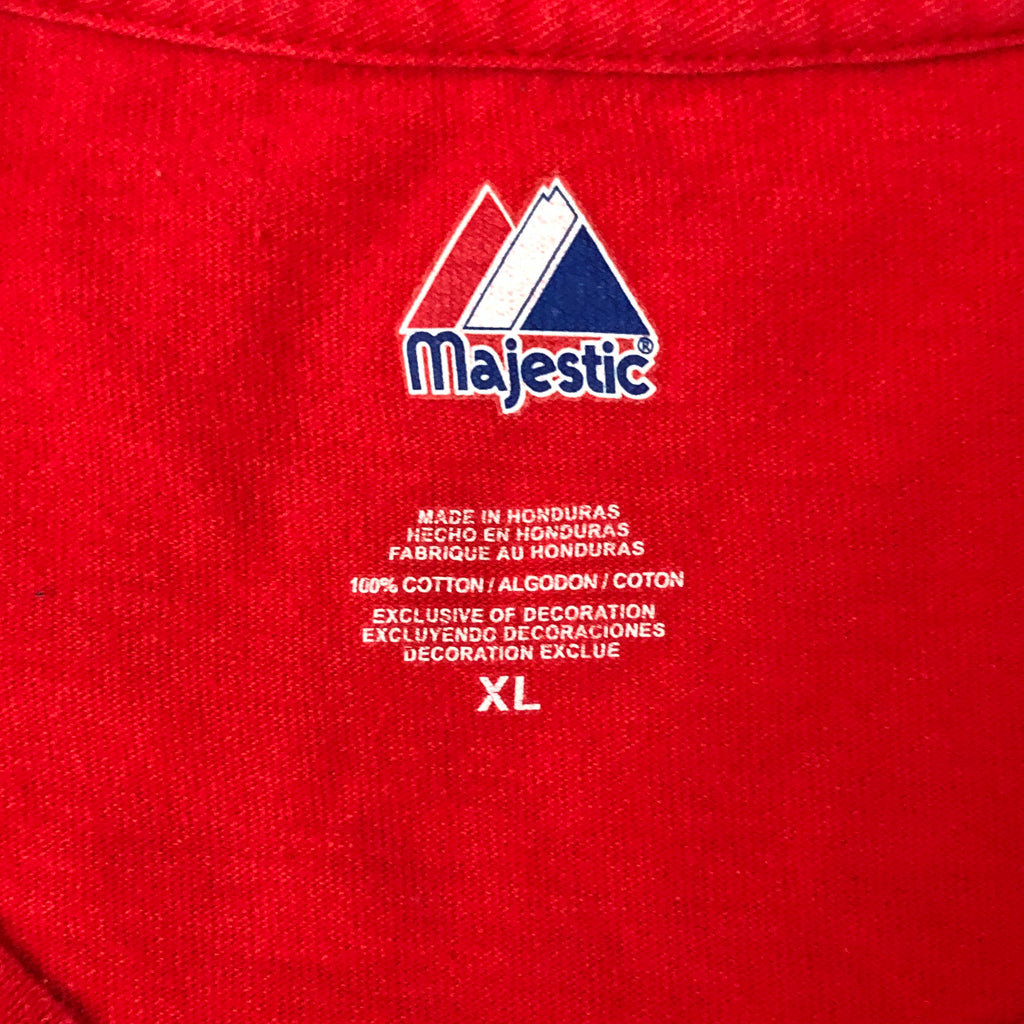 Majestic®
MADE IN HONDURAS
HECHO EN HONDURAS
FABRIQUE AU HONDURAS
100% COTTON / ALGODON / COTON
EXCLUSIVE OF DECORATION
EXCLUYENDO DECORACIONES
DECORATION EXCLUE
XL